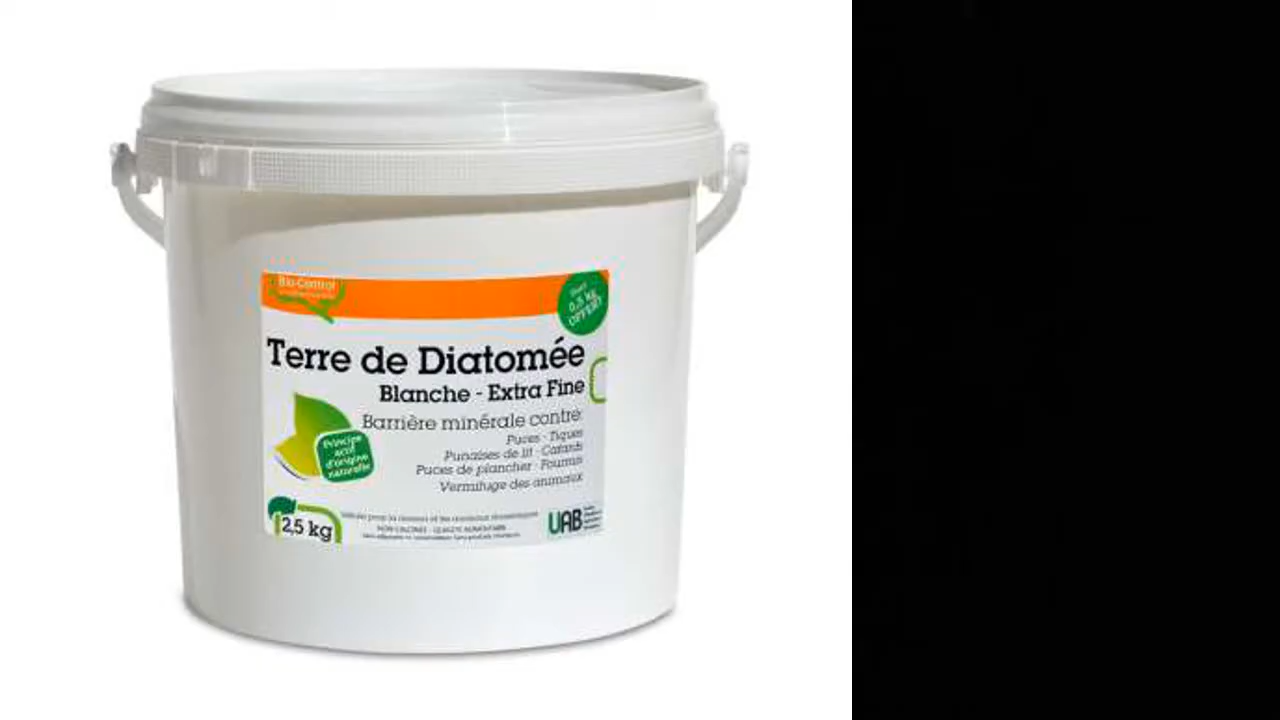 Bio-Control
0,5 Kg
OFFERT
Terre de Diatomée
Blanche - Extra Fine
Barrière minérale contre:
Puces - Tiques
Punaises de lit - Cafards
Puces de plancher - Fourmis
Vermifuge des animaux
Principe
actif
d'origine
naturelle
2,5 kg
UAB